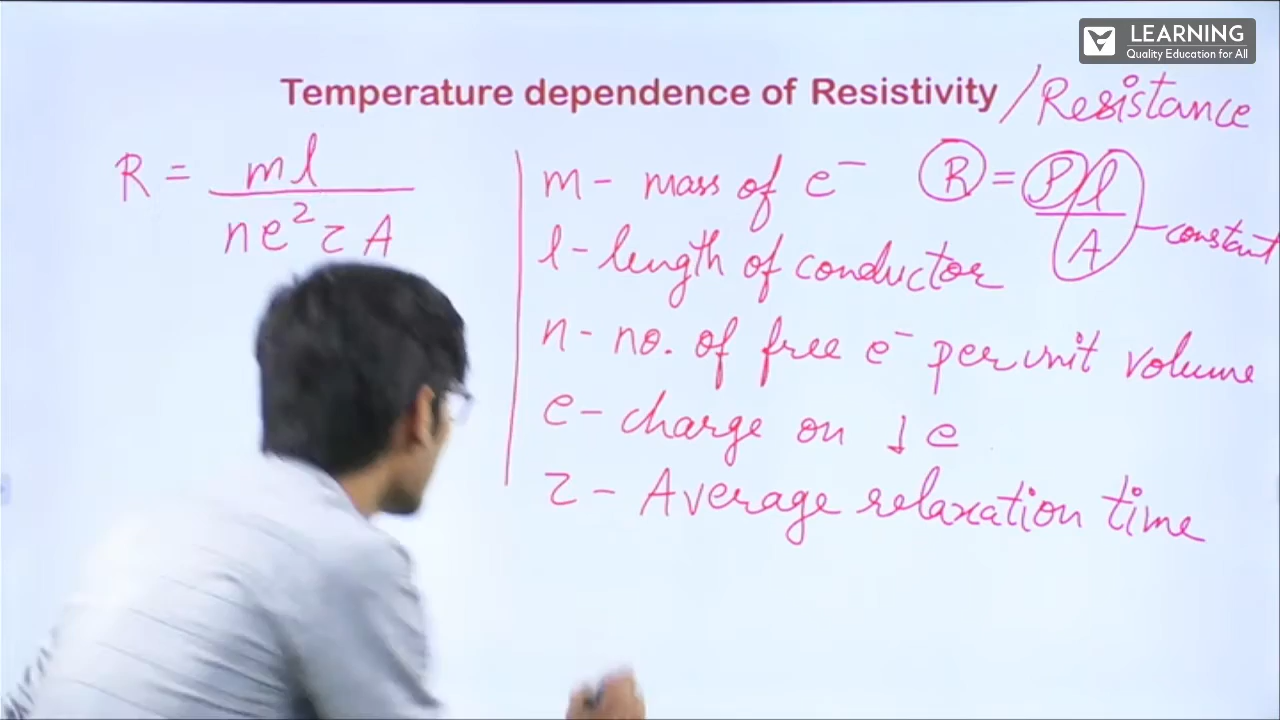 LEARNING
Quality Education for All
Temperature dependence of Resistivity / Resistance
R = ml / ne²τA
m - mass of e⁻
R = ρl / A - constant
l - length of conductor
n - no. of free e⁻ per unit volume
e - charge on 1 e
τ - Average relaxation time